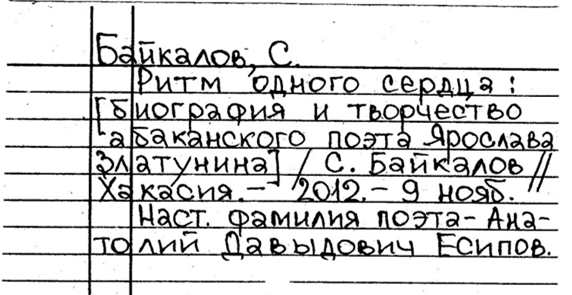 Байкалов, С.
Ритм одного сердца:
[биография и творчество
абаканского поэта Ярослава
Златунина] / С. Байкалов //
Хакасия. – 2012. – 9 нояб.
Наст. фамилия поэта - Ана-
толий Давыдович Есипов.